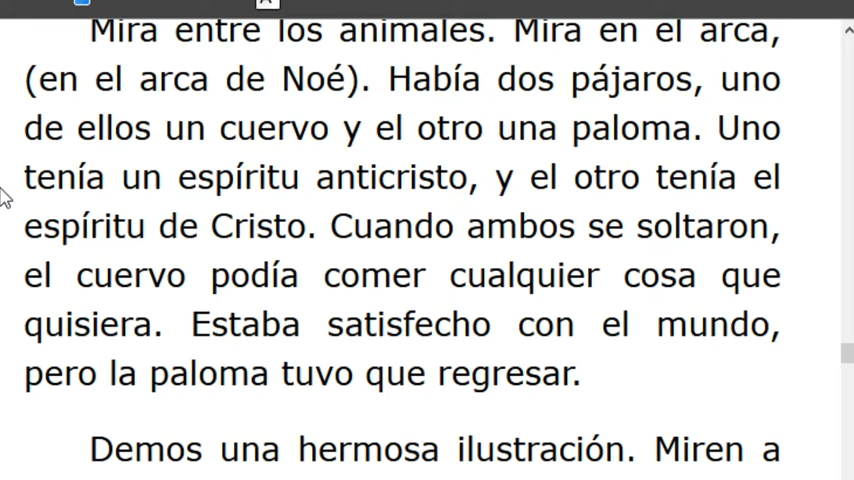 Mira entre los animales. Mira en el arca,
(en el arca de Noé). Había dos pájaros, uno
de ellos un cuervo y el otro una paloma. Uno
tenía un espíritu anticristo, y el otro tenía el
espíritu de Cristo. Cuando ambos se soltaron,
el cuervo podía comer cualquier cosa que
quisiera. Estaba satisfecho con el mundo,
pero la paloma tuvo que regresar.
Demos una hermosa ilustración. Miren a